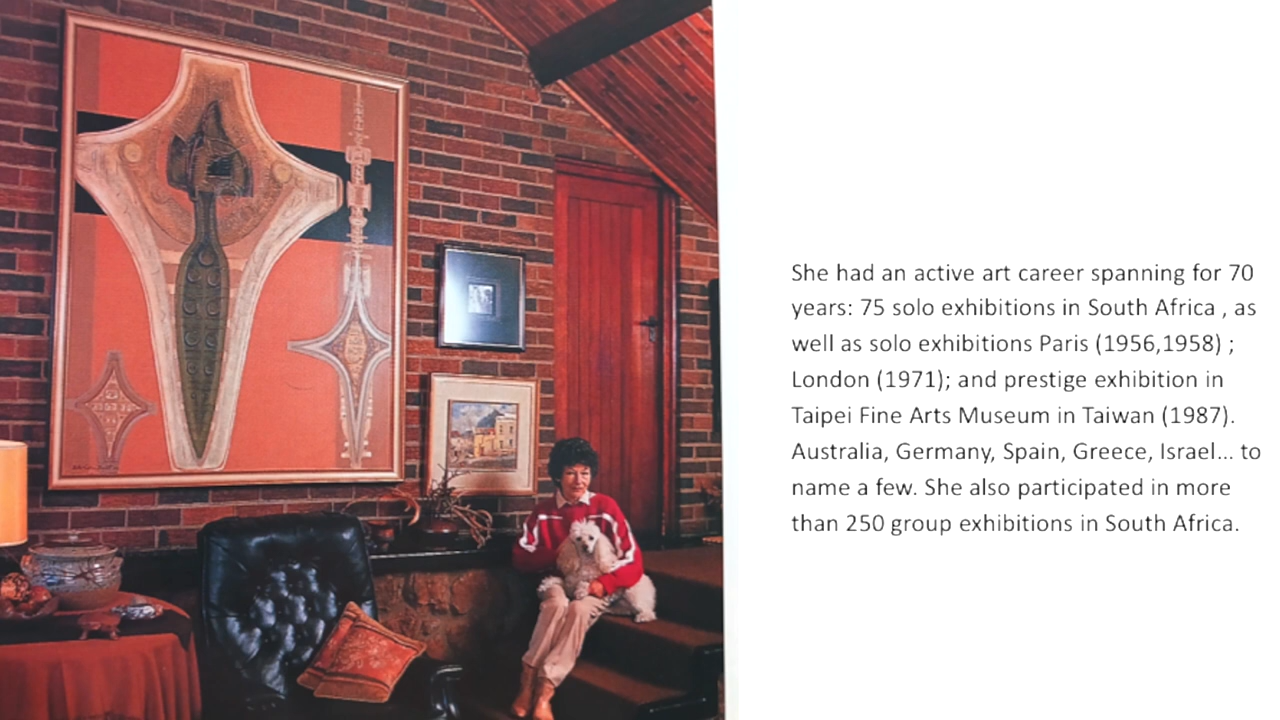 She had an active art career spanning for 70
years: 75 solo exhibitions in South Africa , as
well as solo exhibitions Paris (1956,1958) ;
London (1971); and prestige exhibition in
Taipei Fine Arts Museum in Taiwan (1987).
Australia, Germany, Spain, Greece, Israel... to
name a few. She also participated in more
than 250 group exhibitions in South Africa.